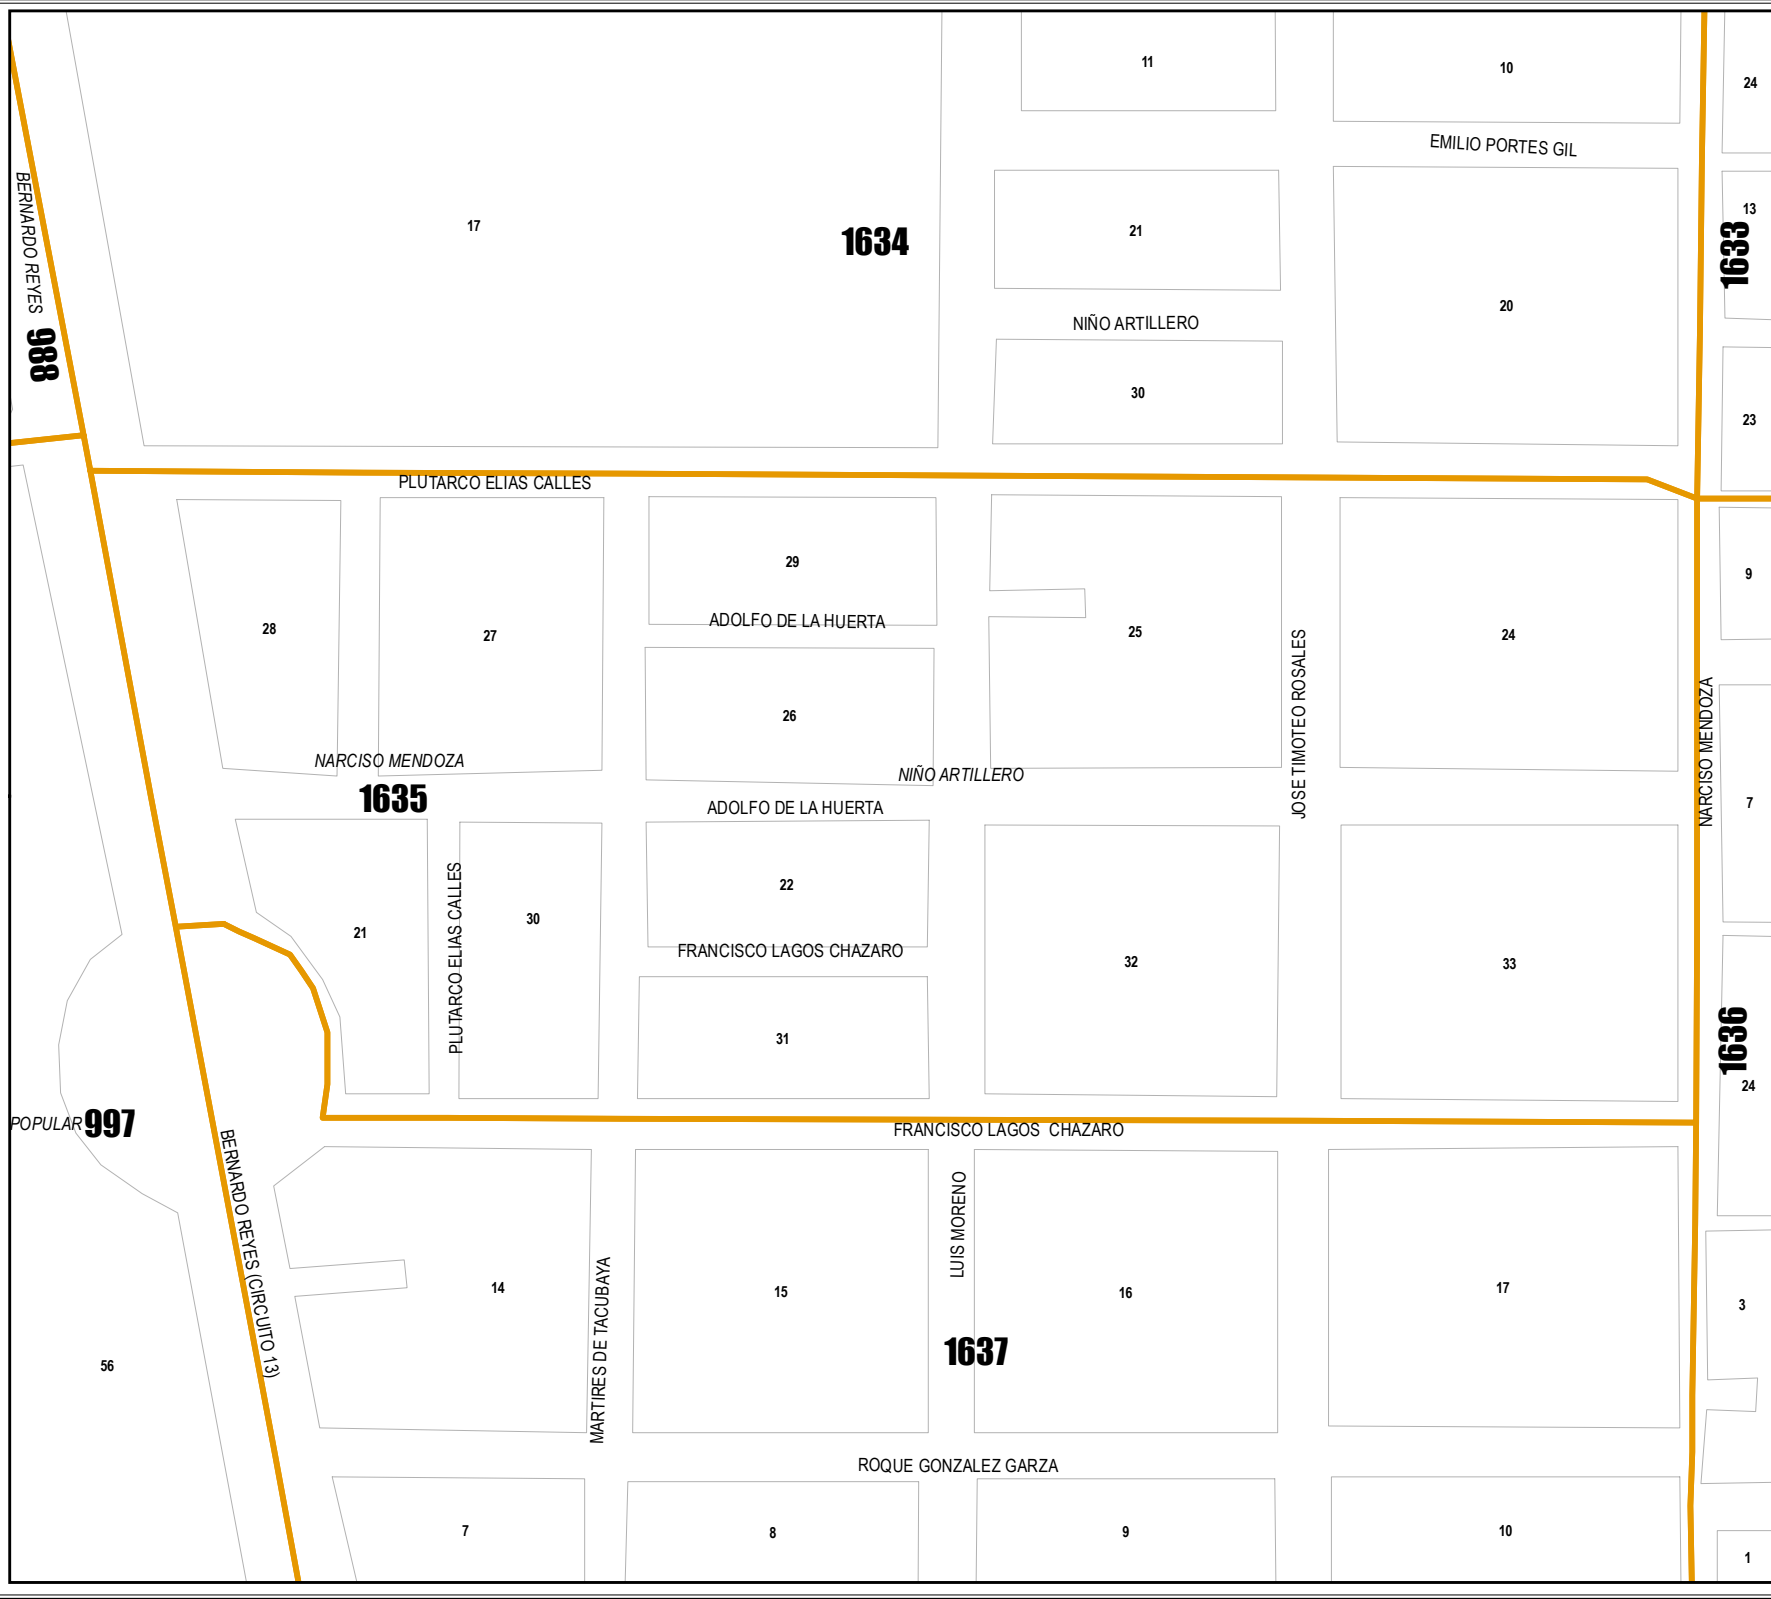 11
10
24
EMILIO PORTES GIL
BERNARDO REYES
13
17
1634
21
1633
20
NIÑO ARTILLERO
988
30
23
PLUTARCO ELIAS CALLES
29
9
28
27
ADOLFO DE LA HUERTA
25
24
JOSE TIMOTEO ROSALES
26
NARCISO MENDOZA
NARCISO MENDOZA
NIÑO ARTILLERO
1635
ADOLFO DE LA HUERTA
7
PLUTARCO ELIAS CALLES
22
30
21
FRANCISCO LAGOS CHAZARO
32
33
31
1636
24
POPULAR
997
FRANCISCO LAGOS CHAZARO
BERNARDO REYES (CIRCUITO 13)
LUIS MORENO
MARTIRES DE TACUBAYA
14
15
16
17
3
1637
56
ROQUE GONZALEZ GARZA
7
8
9
10
1